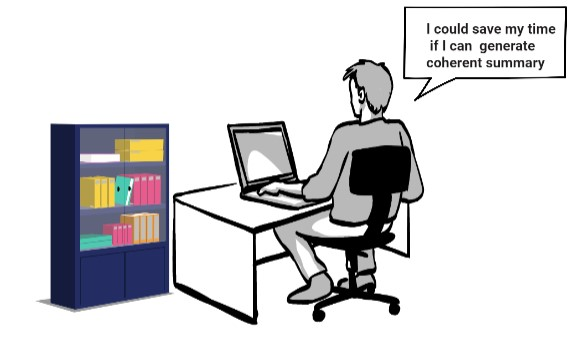 I could save my time
if I can generate
coherent summary